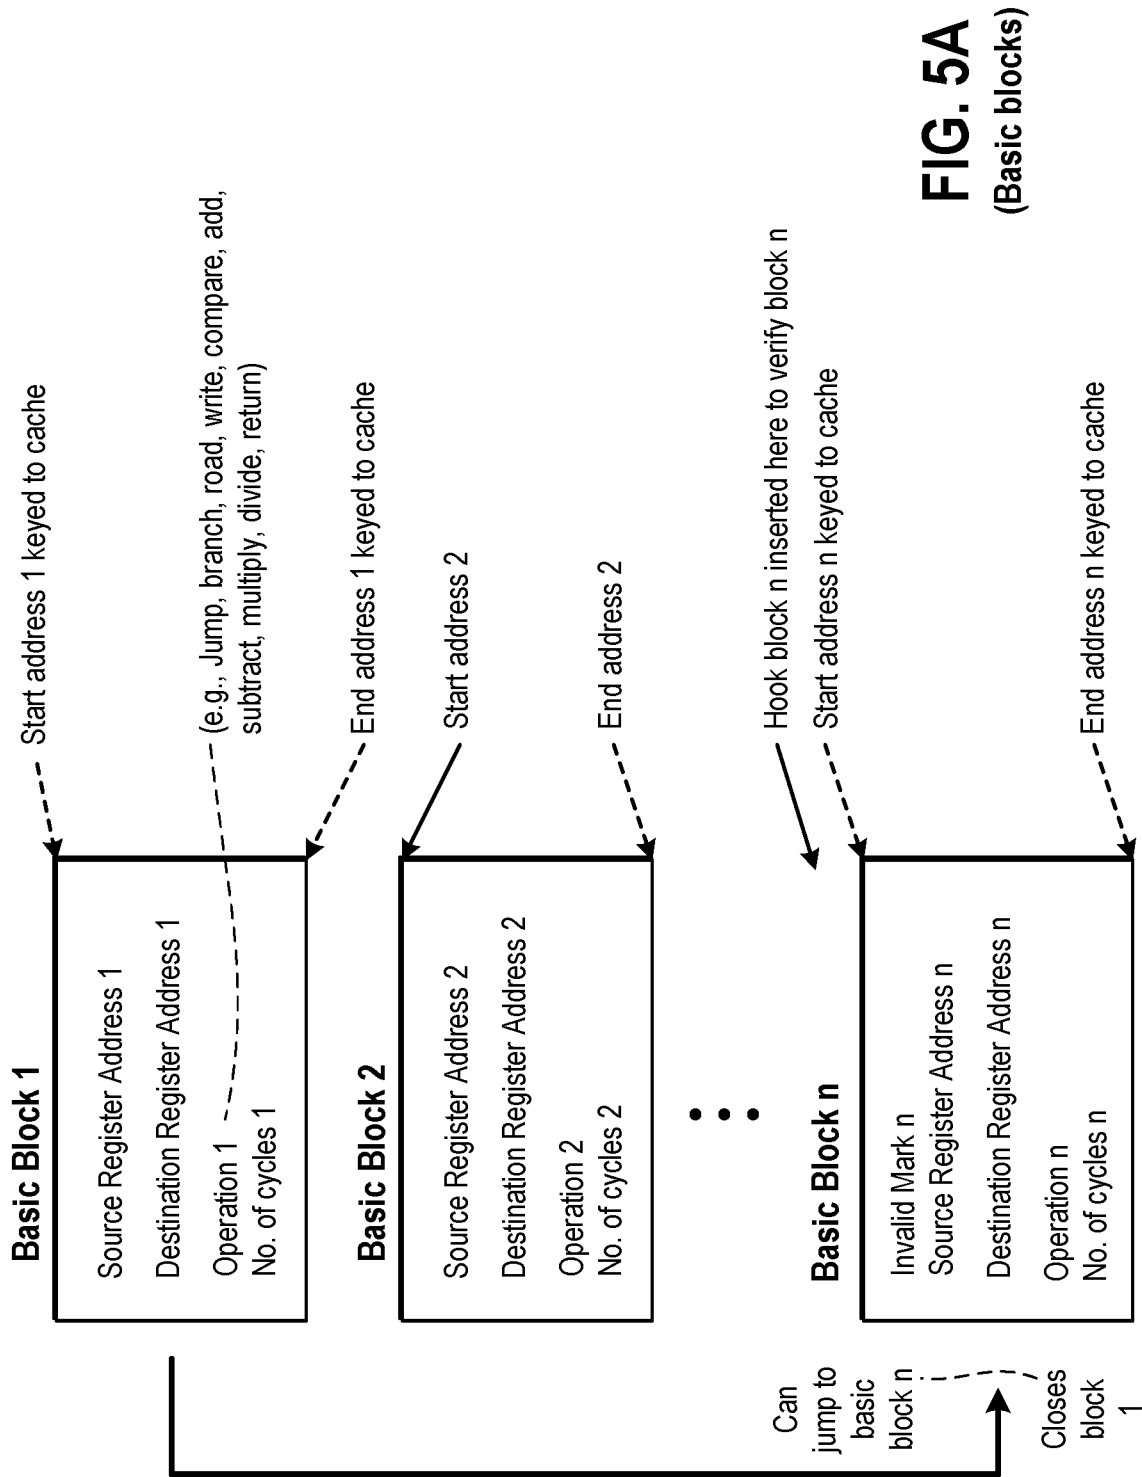 Basic Block 1
Start address 1 keyed to cache
Source Register Address 1
Destination Register Address 1
Operation 1
No. of cycles 1
(e.g., Jump, branch, road, write, compare, add,
subtract, multiply, divide, return)
End address 1 keyed to cache
Basic Block 2
Start address 2
Source Register Address 2
Destination Register Address 2
Operation 2
No. of cycles 2
End address 2
Hook block n inserted here to verify block n
Basic Block n
Start address n keyed to cache
Invalid Mark n
Source Register Address n
Destination Register Address n
Operation n
No. of cycles n
End address n keyed to cache
Can
jump to
basic
block n
Closes
block
1
FIG. 5A
(Basic blocks)